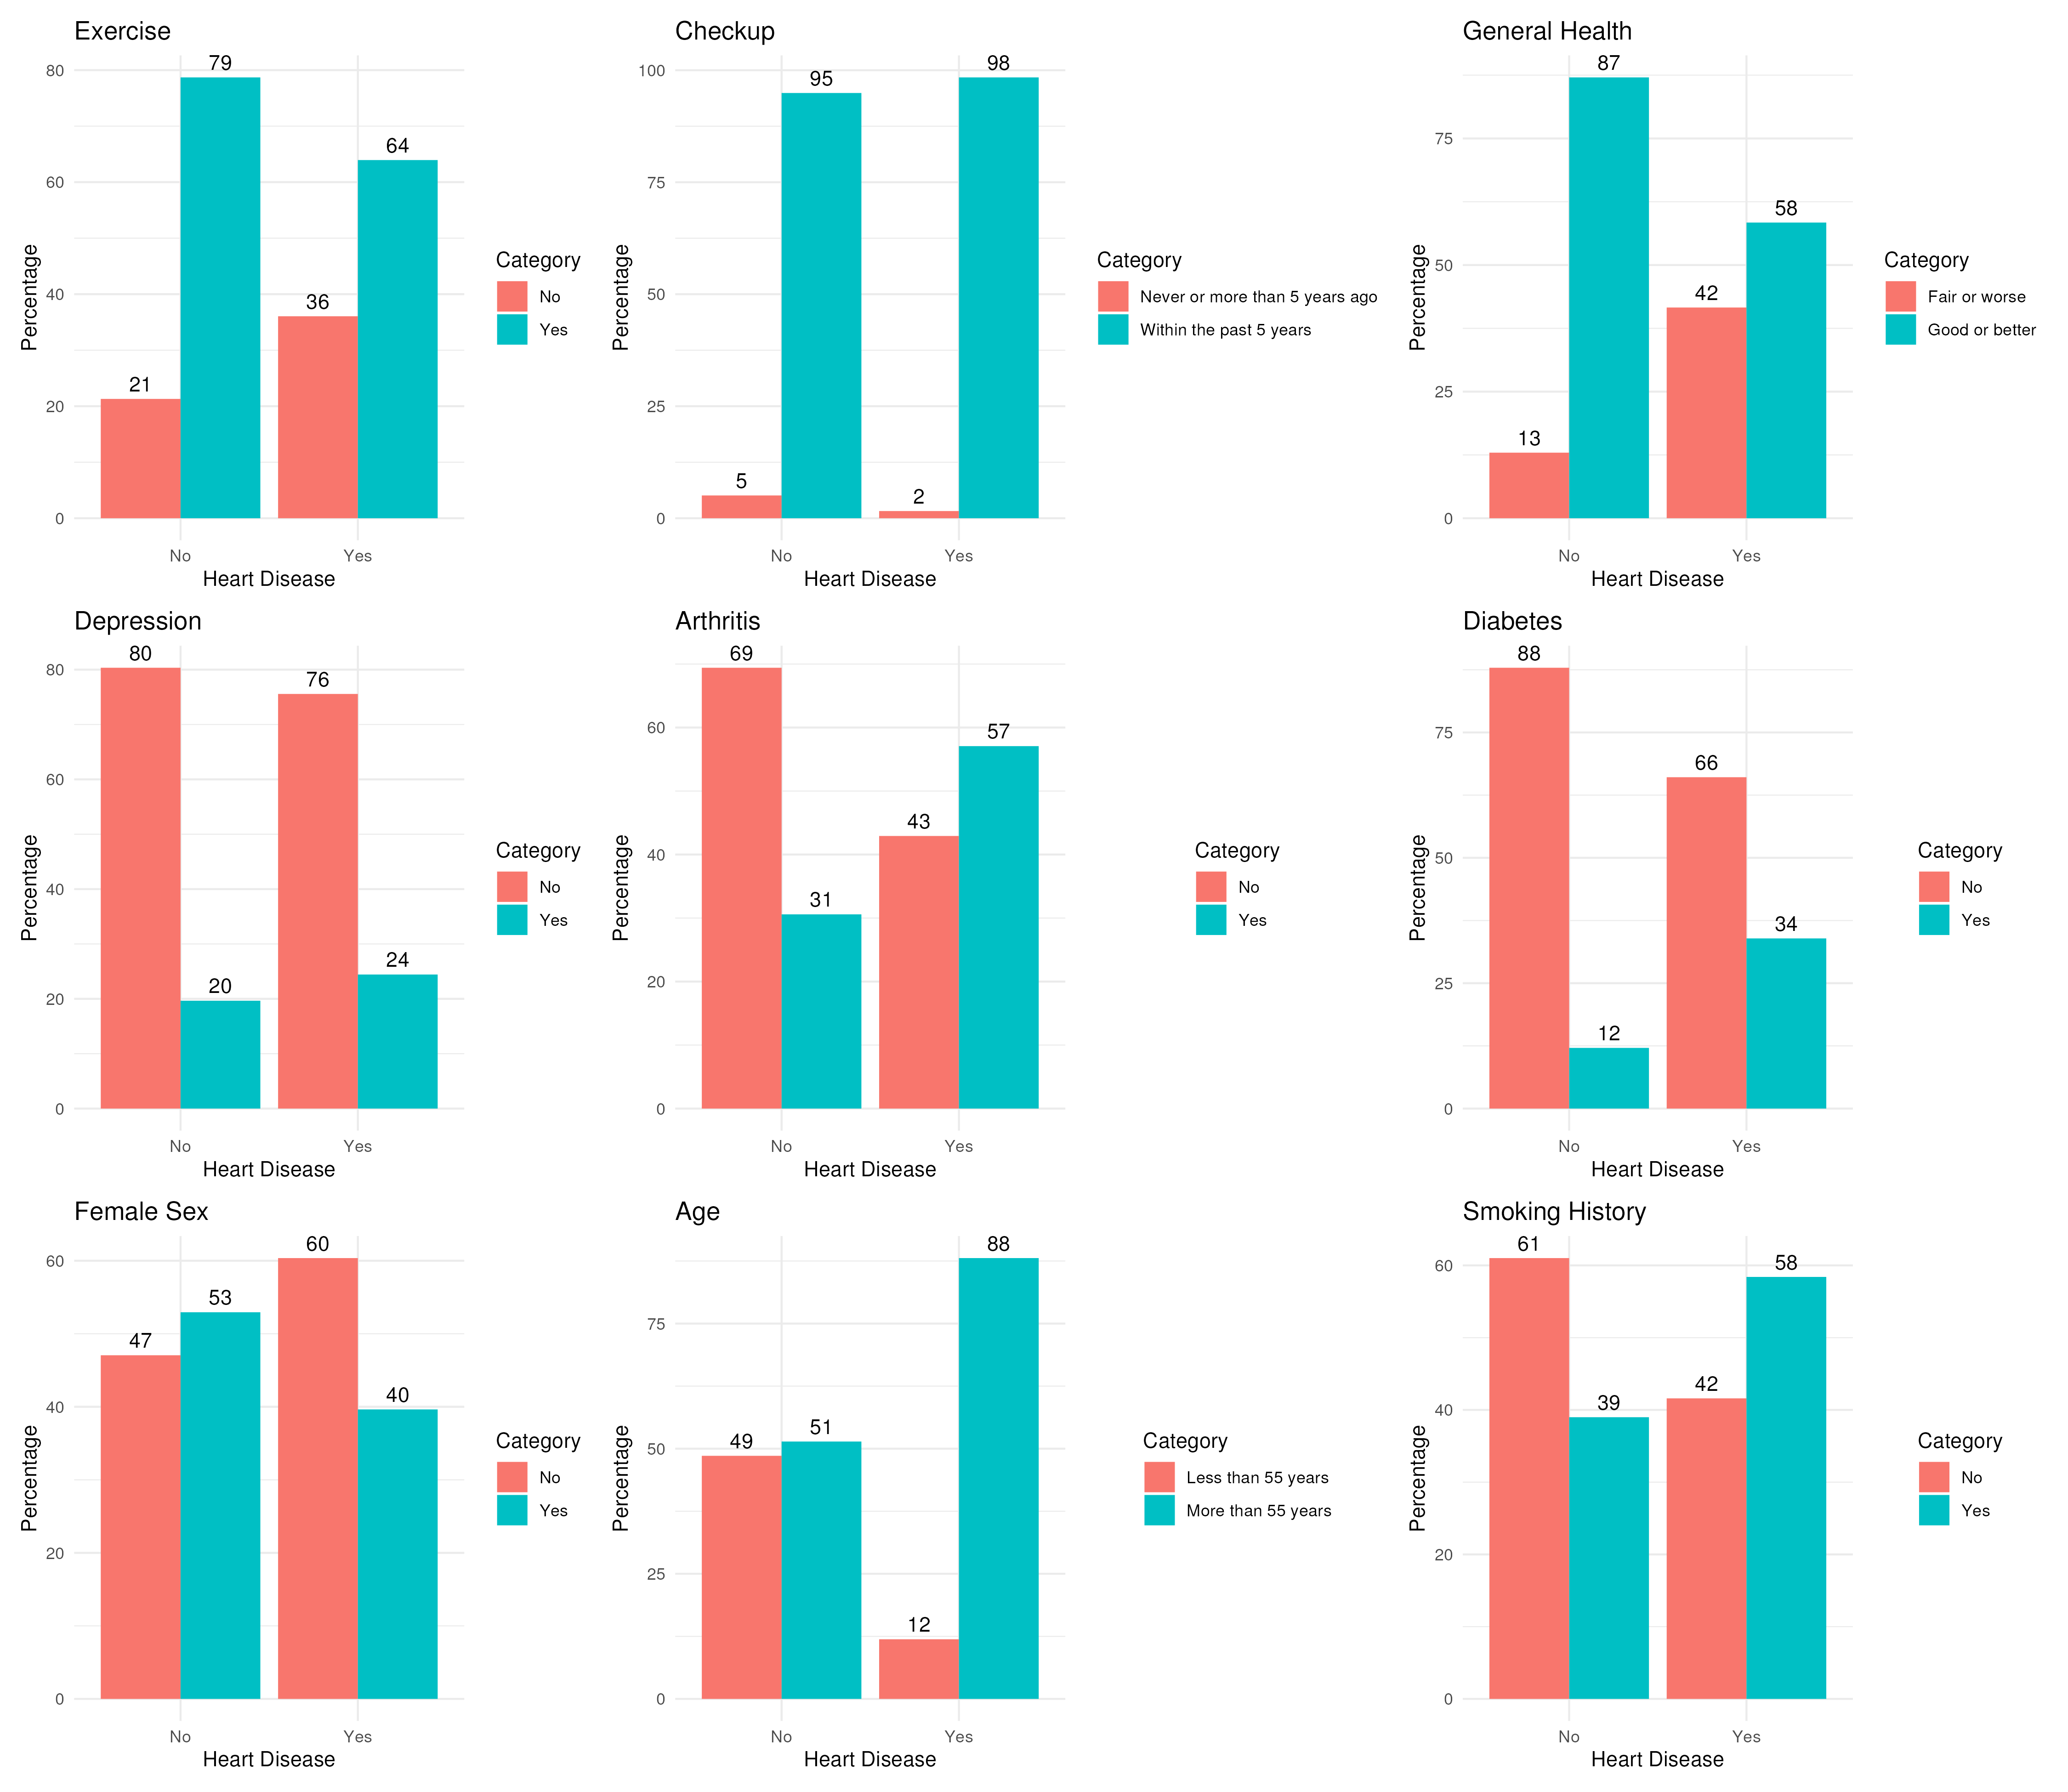 Exercise
80
60
40
20
0
Percentage
79
64
36
21
No
Yes
Heart Disease
Category
No
Yes
Checkup
100
75
50
25
0
Percentage
95
98
5
2
No
Yes
Heart Disease
Category
Never or more than 5 years ago
Within the past 5 years
General Health
75
50
25
0
Percentage
87
58
42
13
No
Yes
Heart Disease
Category
Fair or worse
Good or better
Depression
80
60
40
20
0
Percentage
80
76
20
24
No
Yes
Heart Disease
Category
No
Yes
Arthritis
60
40
20
0
Percentage
69
57
43
31
No
Yes
Heart Disease
Category
No
Yes
Diabetes
75
50
25
0
Percentage
88
66
34
12
No
Yes
Heart Disease
Category
No
Yes
Female Sex
60
40
20
0
Percentage
60
53
47
40
No
Yes
Heart Disease
Category
No
Yes
Age
75
50
25
0
Percentage
88
49
51
12
No
Yes
Heart Disease
Category
Less than 55 years
More than 55 years
Smoking History
60
40
20
0
Percentage
61
58
42
39
No
Yes
Heart Disease
Category
No
Yes